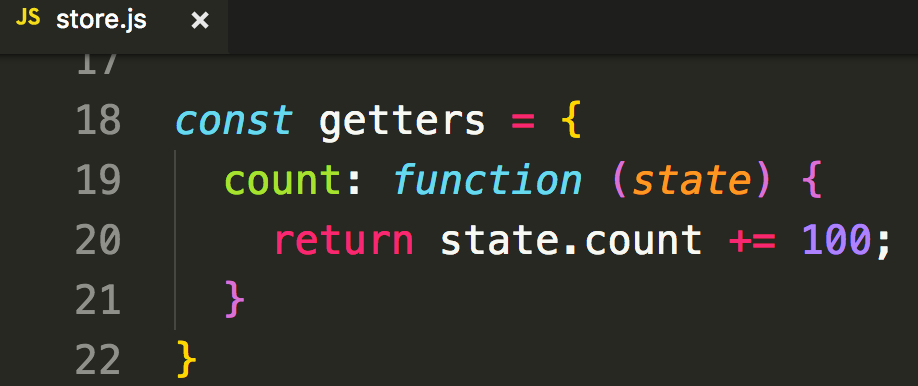 JS store.js ×
17
18 const getters = {
19   count: function (state) {
20     return state.count += 100;
21   }
22 }